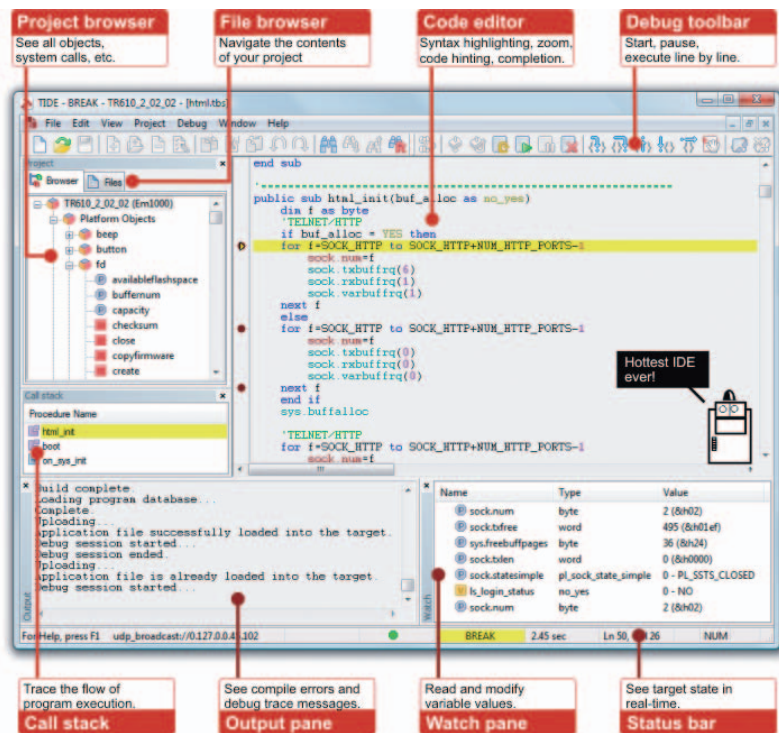 Project browser
See all objects,
system calls, etc.
File browser
Navigate the contents
of your project
Code editor
Syntax highlighting, zoom,
code hinting, completion.
Debug toolbar
Start, pause,
execute line by line.
TIDE - BREAK - TR610_2_02_02 - [html.tbs]
File Edit View Project Debug Window Help
Project
Browser Files
TR610_2_02_02 (Em1000)
Platform Objects
beep
button
fd
availableflashspace
buffernum
capacity
checksum
close
copyfirmware
create
end sub
'--------------------------------------------------------------
public sub html_init(buf_alloc as no_yes)
dim f as byte
'TELNET/HTTP
if buf_alloc = YES then
for f=SOCK_HTTP to SOCK_HTTP+NUM_HTTP_PORTS-1
sock.num=f
sock.txbuffrq(6)
sock.rxbuffrq(1)
sock.varbuffrq(1)
next f
else
for f=SOCK_HTTP to SOCK_HTTP+NUM_HTTP_PORTS-1
sock.num=f
sock.txbuffrq(0)
sock.rxbuffrq(0)
sock.varbuffrq(0)
next f
end if
sys.buffalloc
'TELNET/HTTP
for f=SOCK_HTTP to SOCK_HTTP+NUM_HTTP_PORTS-1
sock.num=f
Hottest IDE
ever!
Call stack
Procedure Name
html_init
boot
on_sys_init
Build complete.
Loading program database...
Complete.
Uploading...
Application file successfully loaded into the target.
Debug session started...
Debug session ended.
Uploading...
Application file is already loaded into the target.
Debug session started...
Output
Name Type Value
sock.num byte 2 (&h02)
sock.txfree word 495 (&h01ef)
sys.freebuffpages byte 36 (&h24)
sock.txlen word 0 (&h0000)
sock.statesimple pl_sock_state_simple 0 - PL_SSTS_CLOSED
ls_login_status no_yes 0 - NO
sock.num byte 2 (&h02)
Watch
For Help, press F1 BREAK 2.45 sec Ln 50, 26 NUM
Trace the flow of
program execution.
Call stack
See compile errors and
debug trace messages.
Output pane
Read and modify
variable values.
Watch pane
See target state in
real-time.
Status bar